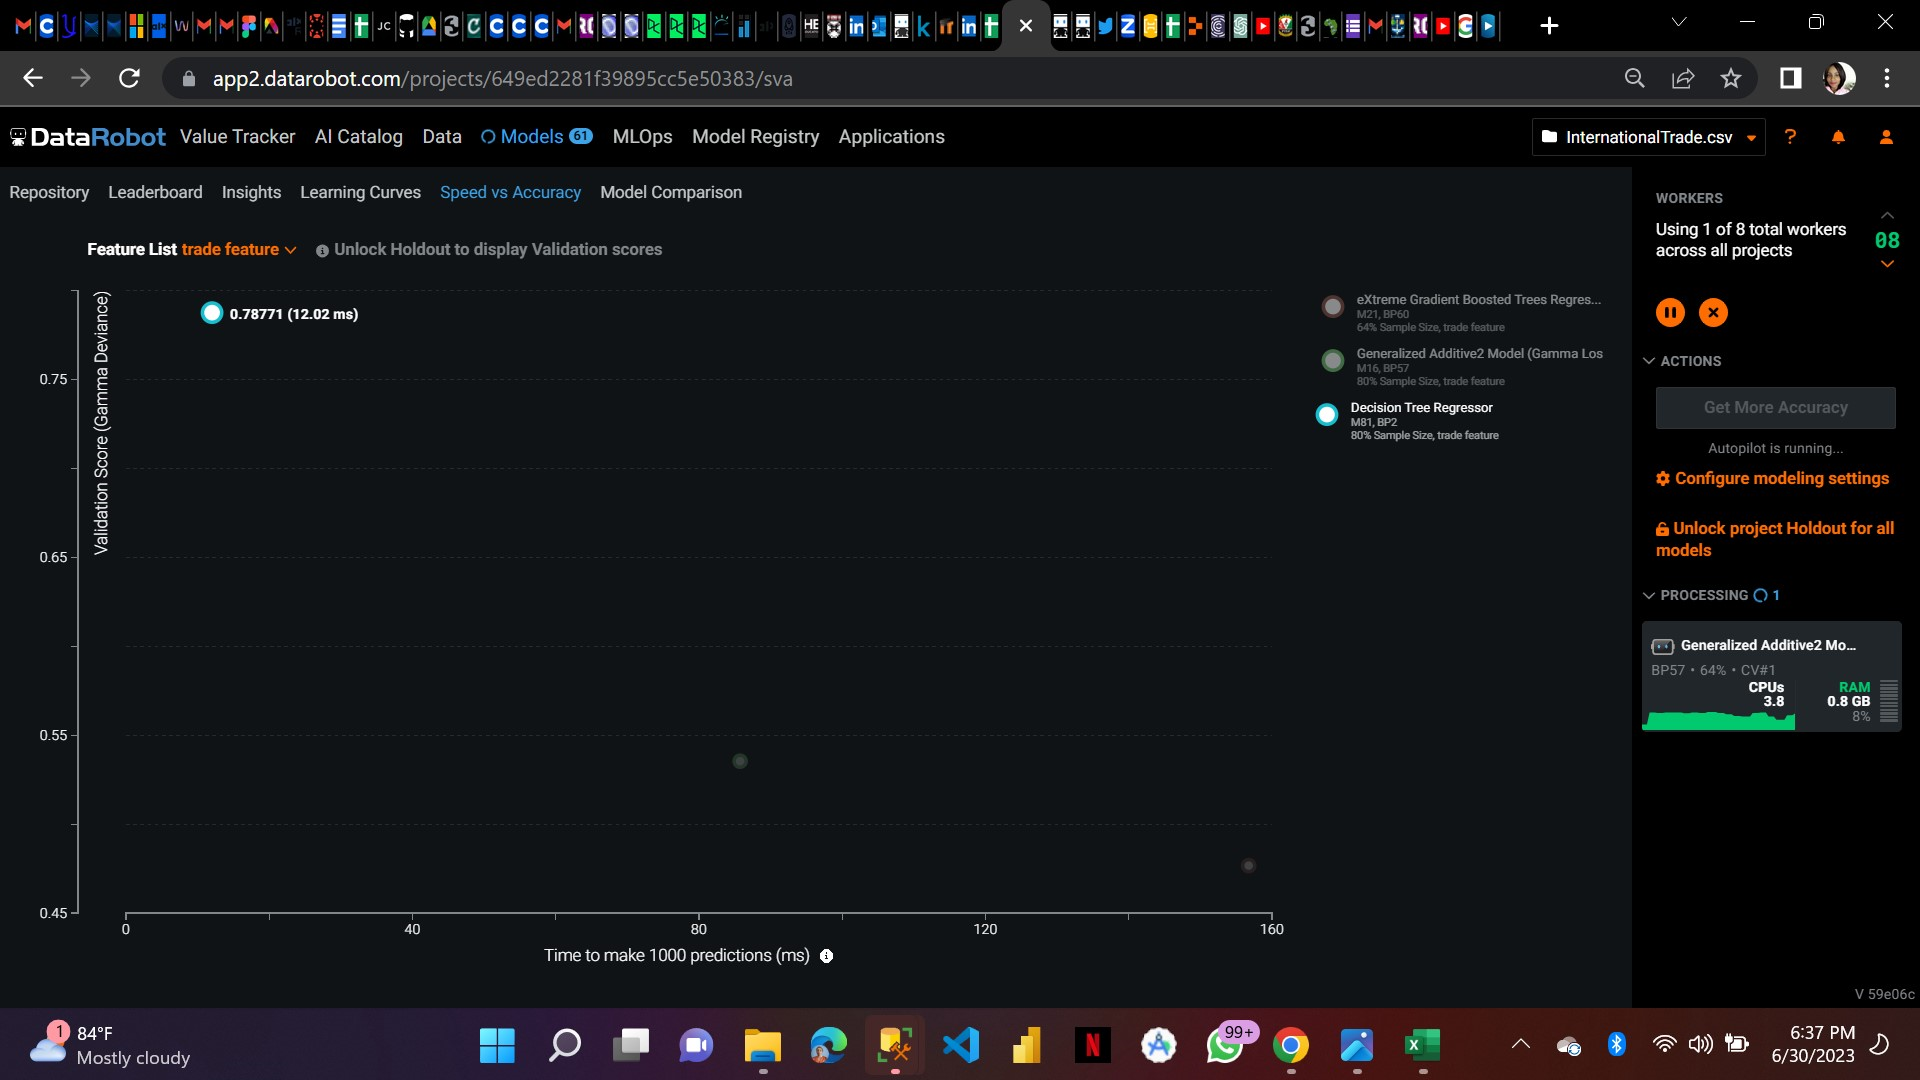 app2.datarobot.com/projects/649ed2281f39895cc5e50383/sva
DataRobot Value Tracker AI Catalog Data Models 61 MLOps Model Registry Applications InternationalTrade.csv ?
Repository Leaderboard Insights Learning Curves Speed vs Accuracy Model Comparison
Feature List trade feature Unlock Holdout to display Validation scores
Validation Score (Gamma Deviance)
0.78771 (12.02 ms)
0.75
0.65
0.55
0.45
0 40 80 120 160
Time to make 1000 predictions (ms)
eXtreme Gradient Boosted Trees Regres...
M21, BP60
64% Sample Size, trade feature
Generalized Additive2 Model (Gamma Los
M16, BP57
80% Sample Size, trade feature
Decision Tree Regressor
M81, BP2
80% Sample Size, trade feature
WORKERS
Using 1 of 8 total workers
across all projects
08
ACTIONS
Get More Accuracy
Autopilot is running...
Configure modeling settings
Unlock project Holdout for all
models
PROCESSING 1
Generalized Additive2 Mo...
BP57 • 64% • CV#1
CPUs
3.8
RAM
0.8 GB
8%
V 59e06c
1
84°F
Mostly cloudy
99+
6:37 PM
6/30/2023